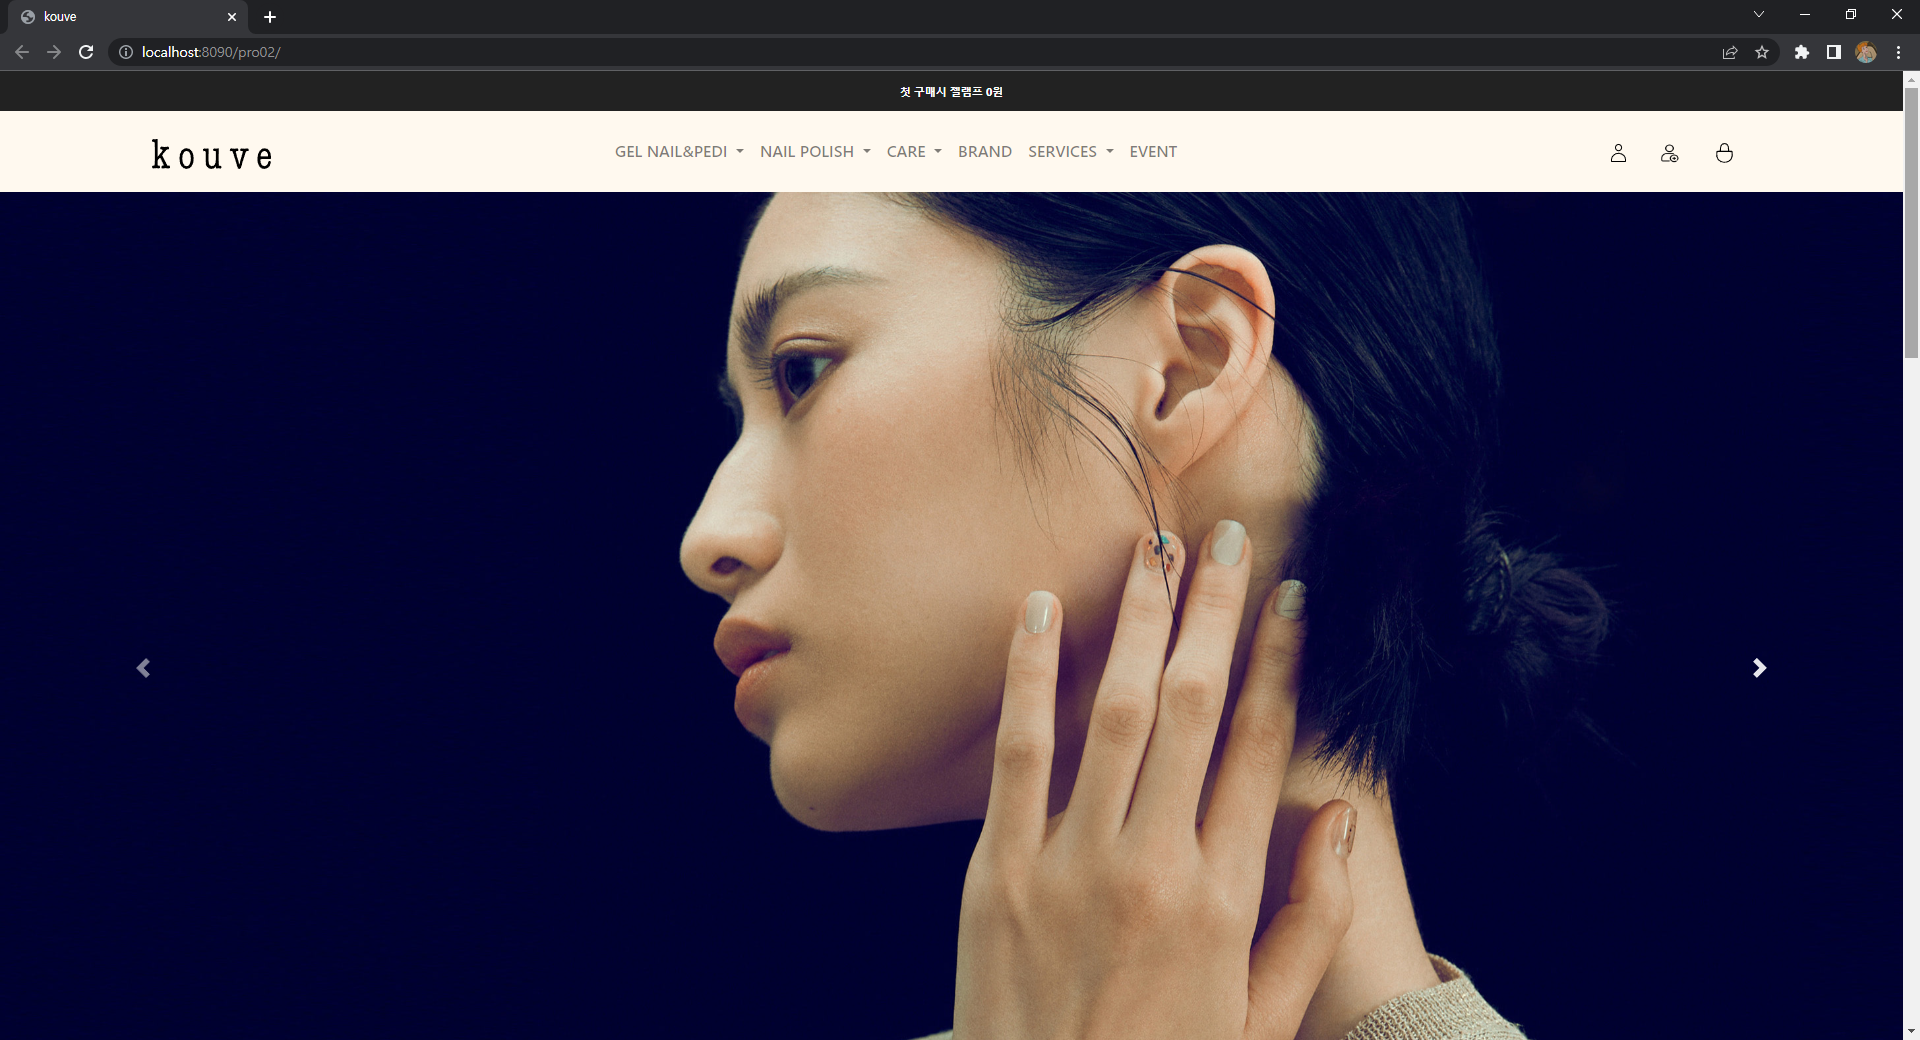 kouve
localhost:8090/pro02/
첫 구매시 젤램프 0원
kouve
GEL NAIL&PEDI
NAIL POLISH
CARE
BRAND
SERVICES
EVENT